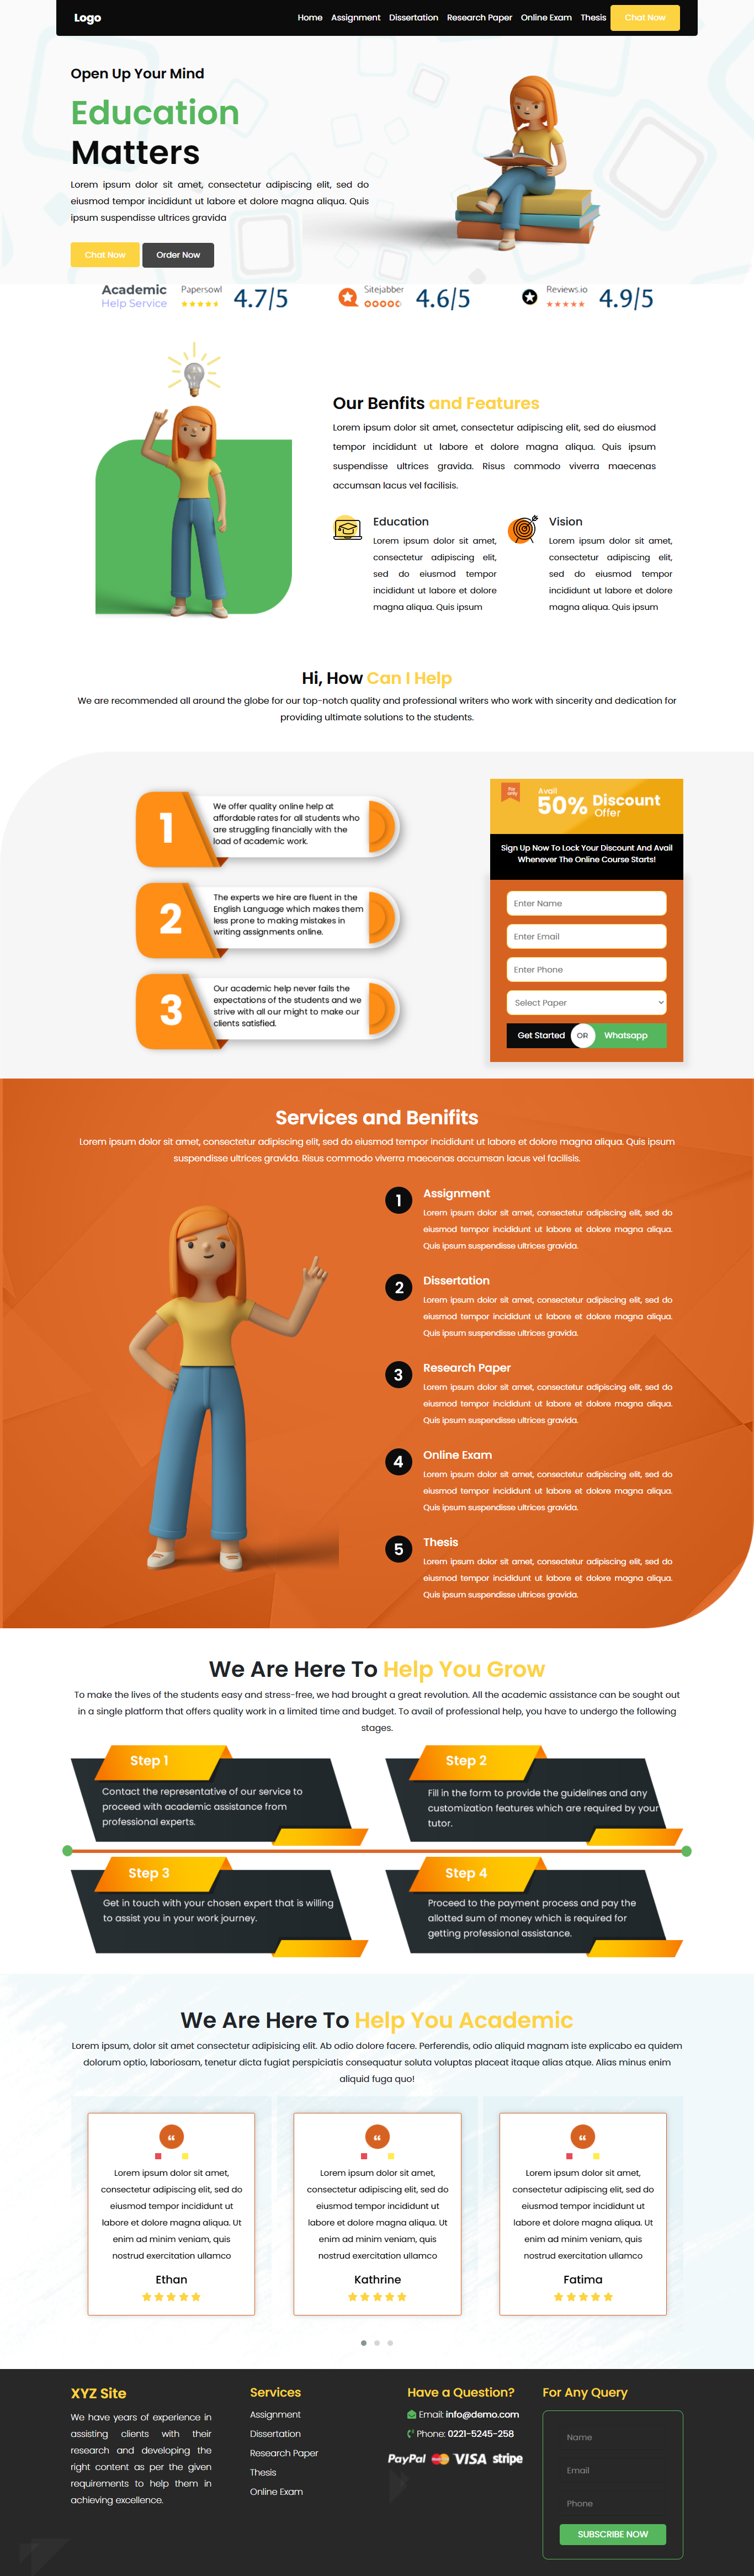 Logo
Home Assignment Dissertation Research Paper Online Exam Thesis Chat Now
Open Up Your Mind
Education
Matters
Lorem ipsum dolor sit amet, consectetur adipiscing elit, sed do
eiusmod tempor incididunt ut labore et dolore magna aliqua. Quis
ipsum suspendisse ultrices gravida
Chat Now Order Now
Academic
Help Service
Papersowl
4.7/5
Sitejabber
4.6/5
Reviews.io
4.9/5
Our Benfits and Features
Lorem ipsum dolor sit amet, consectetur adipiscing elit, sed do eiusmod
tempor incididunt ut labore et dolore magna aliqua. Quis ipsum
suspendisse ultrices gravida. Risus commodo viverra maecenas
accumsan lacus vel facilisis.
Education
Lorem ipsum dolor sit amet,
consectetur adipiscing elit,
sed do eiusmod tempor
incididunt ut labore et dolore
magna aliqua. Quis ipsum
Vision
Lorem ipsum dolor sit amet,
consectetur adipiscing elit,
sed do eiusmod tempor
incididunt ut labore et dolore
magna aliqua. Quis ipsum
Hi, How Can I Help
We are recommended all around the globe for our top-notch quality and professional writers who work with sincerity and dedication for
providing ultimate solutions to the students.
1
We offer quality online help at
affordable rates for all students who
are struggling financially with the
load of academic work.
2
The experts we hire are fluent in the
English Language which makes them
less prone to making mistakes in
writing assignments online.
3
Our academic help never fails the
expectations of the students and we
strive with all our might to make our
clients satisfied.
For
only
Avail
50% Discount
Offer
Sign Up Now To Lock Your Discount And Avail
Whenever The Online Course Starts!
Enter Name
Enter Email
Enter Phone
Select Paper
Get Started OR Whatsapp
Services and Benifits
Lorem ipsum dolor sit amet, consectetur adipiscing elit, sed do eiusmod tempor incididunt ut labore et dolore magna aliqua. Quis ipsum
suspendisse ultrices gravida. Risus commodo viverra maecenas accumsan lacus vel facilisis.
1 Assignment
Lorem ipsum dolor sit amet, consectetur adipiscing elit, sed do
eiusmod tempor incididunt ut labore et dolore magna aliqua.
Quis ipsum suspendisse ultrices gravida.
2 Dissertation
Lorem ipsum dolor sit amet, consectetur adipiscing elit, sed do
eiusmod tempor incididunt ut labore et dolore magna aliqua.
Quis ipsum suspendisse ultrices gravida.
3 Research Paper
Lorem ipsum dolor sit amet, consectetur adipiscing elit, sed do
eiusmod tempor incididunt ut labore et dolore magna aliqua.
Quis ipsum suspendisse ultrices gravida.
4 Online Exam
Lorem ipsum dolor sit amet, consectetur adipiscing elit, sed do
eiusmod tempor incididunt ut labore et dolore magna aliqua.
Quis ipsum suspendisse ultrices gravida.
5 Thesis
Lorem ipsum dolor sit amet, consectetur adipiscing elit, sed do
eiusmod tempor incididunt ut labore et dolore magna aliqua.
Quis ipsum suspendisse ultrices gravida.
We Are Here To Help You Grow
To make the lives of the students easy and stress-free, we had brought a great revolution. All the academic assistance can be sought out
in a single platform that offers quality work in a limited time and budget. To avail of professional help, you have to undergo the following
stages.
Step 1
Contact the representative of our service to
proceed with academic assistance from
professional experts.
Step 2
Fill in the form to provide the guidelines and any
customization features which are required by your
tutor.
Step 3
Get in touch with your chosen expert that is willing
to assist you in your work journey.
Step 4
Proceed to the payment process and pay the
allotted sum of money which is required for
getting professional assistance.
We Are Here To Help You Academic
Lorem ipsum, dolor sit amet consectetur adipisicing elit. Ab odio dolore facere. Perferendis, odio aliquid magnam iste explicabo ea quidem
dolorum optio, laboriosam, tenetur dicta fugiat perspiciatis consequatur soluta voluptas placeat itaque alias atque. Alias minus enim
aliquid fuga quo!
Lorem ipsum dolor sit amet,
consectetur adipiscing elit, sed do
eiusmod tempor incididunt ut
labore et dolore magna aliqua. Ut
enim ad minim veniam, quis
nostrud exercitation ullamco
Ethan
Lorem ipsum dolor sit amet,
consectetur adipiscing elit, sed do
eiusmod tempor incididunt ut
labore et dolore magna aliqua. Ut
enim ad minim veniam, quis
nostrud exercitation ullamco
Kathrine
Lorem ipsum dolor sit amet,
consectetur adipiscing elit, sed do
eiusmod tempor incididunt ut
labore et dolore magna aliqua. Ut
enim ad minim veniam, quis
nostrud exercitation ullamco
Fatima
XYZ Site
We have years of experience in
assisting clients with their
research and developing the
right content as per the given
requirements to help them in
achieving excellence.
Services
Assignment
Dissertation
Research Paper
Thesis
Online Exam
Have a Question?
Email: info@demo.com
Phone: 0221-5245-258
PayPal VISA stripe
For Any Query
Name
Email
Phone
SUBSCRIBE NOW